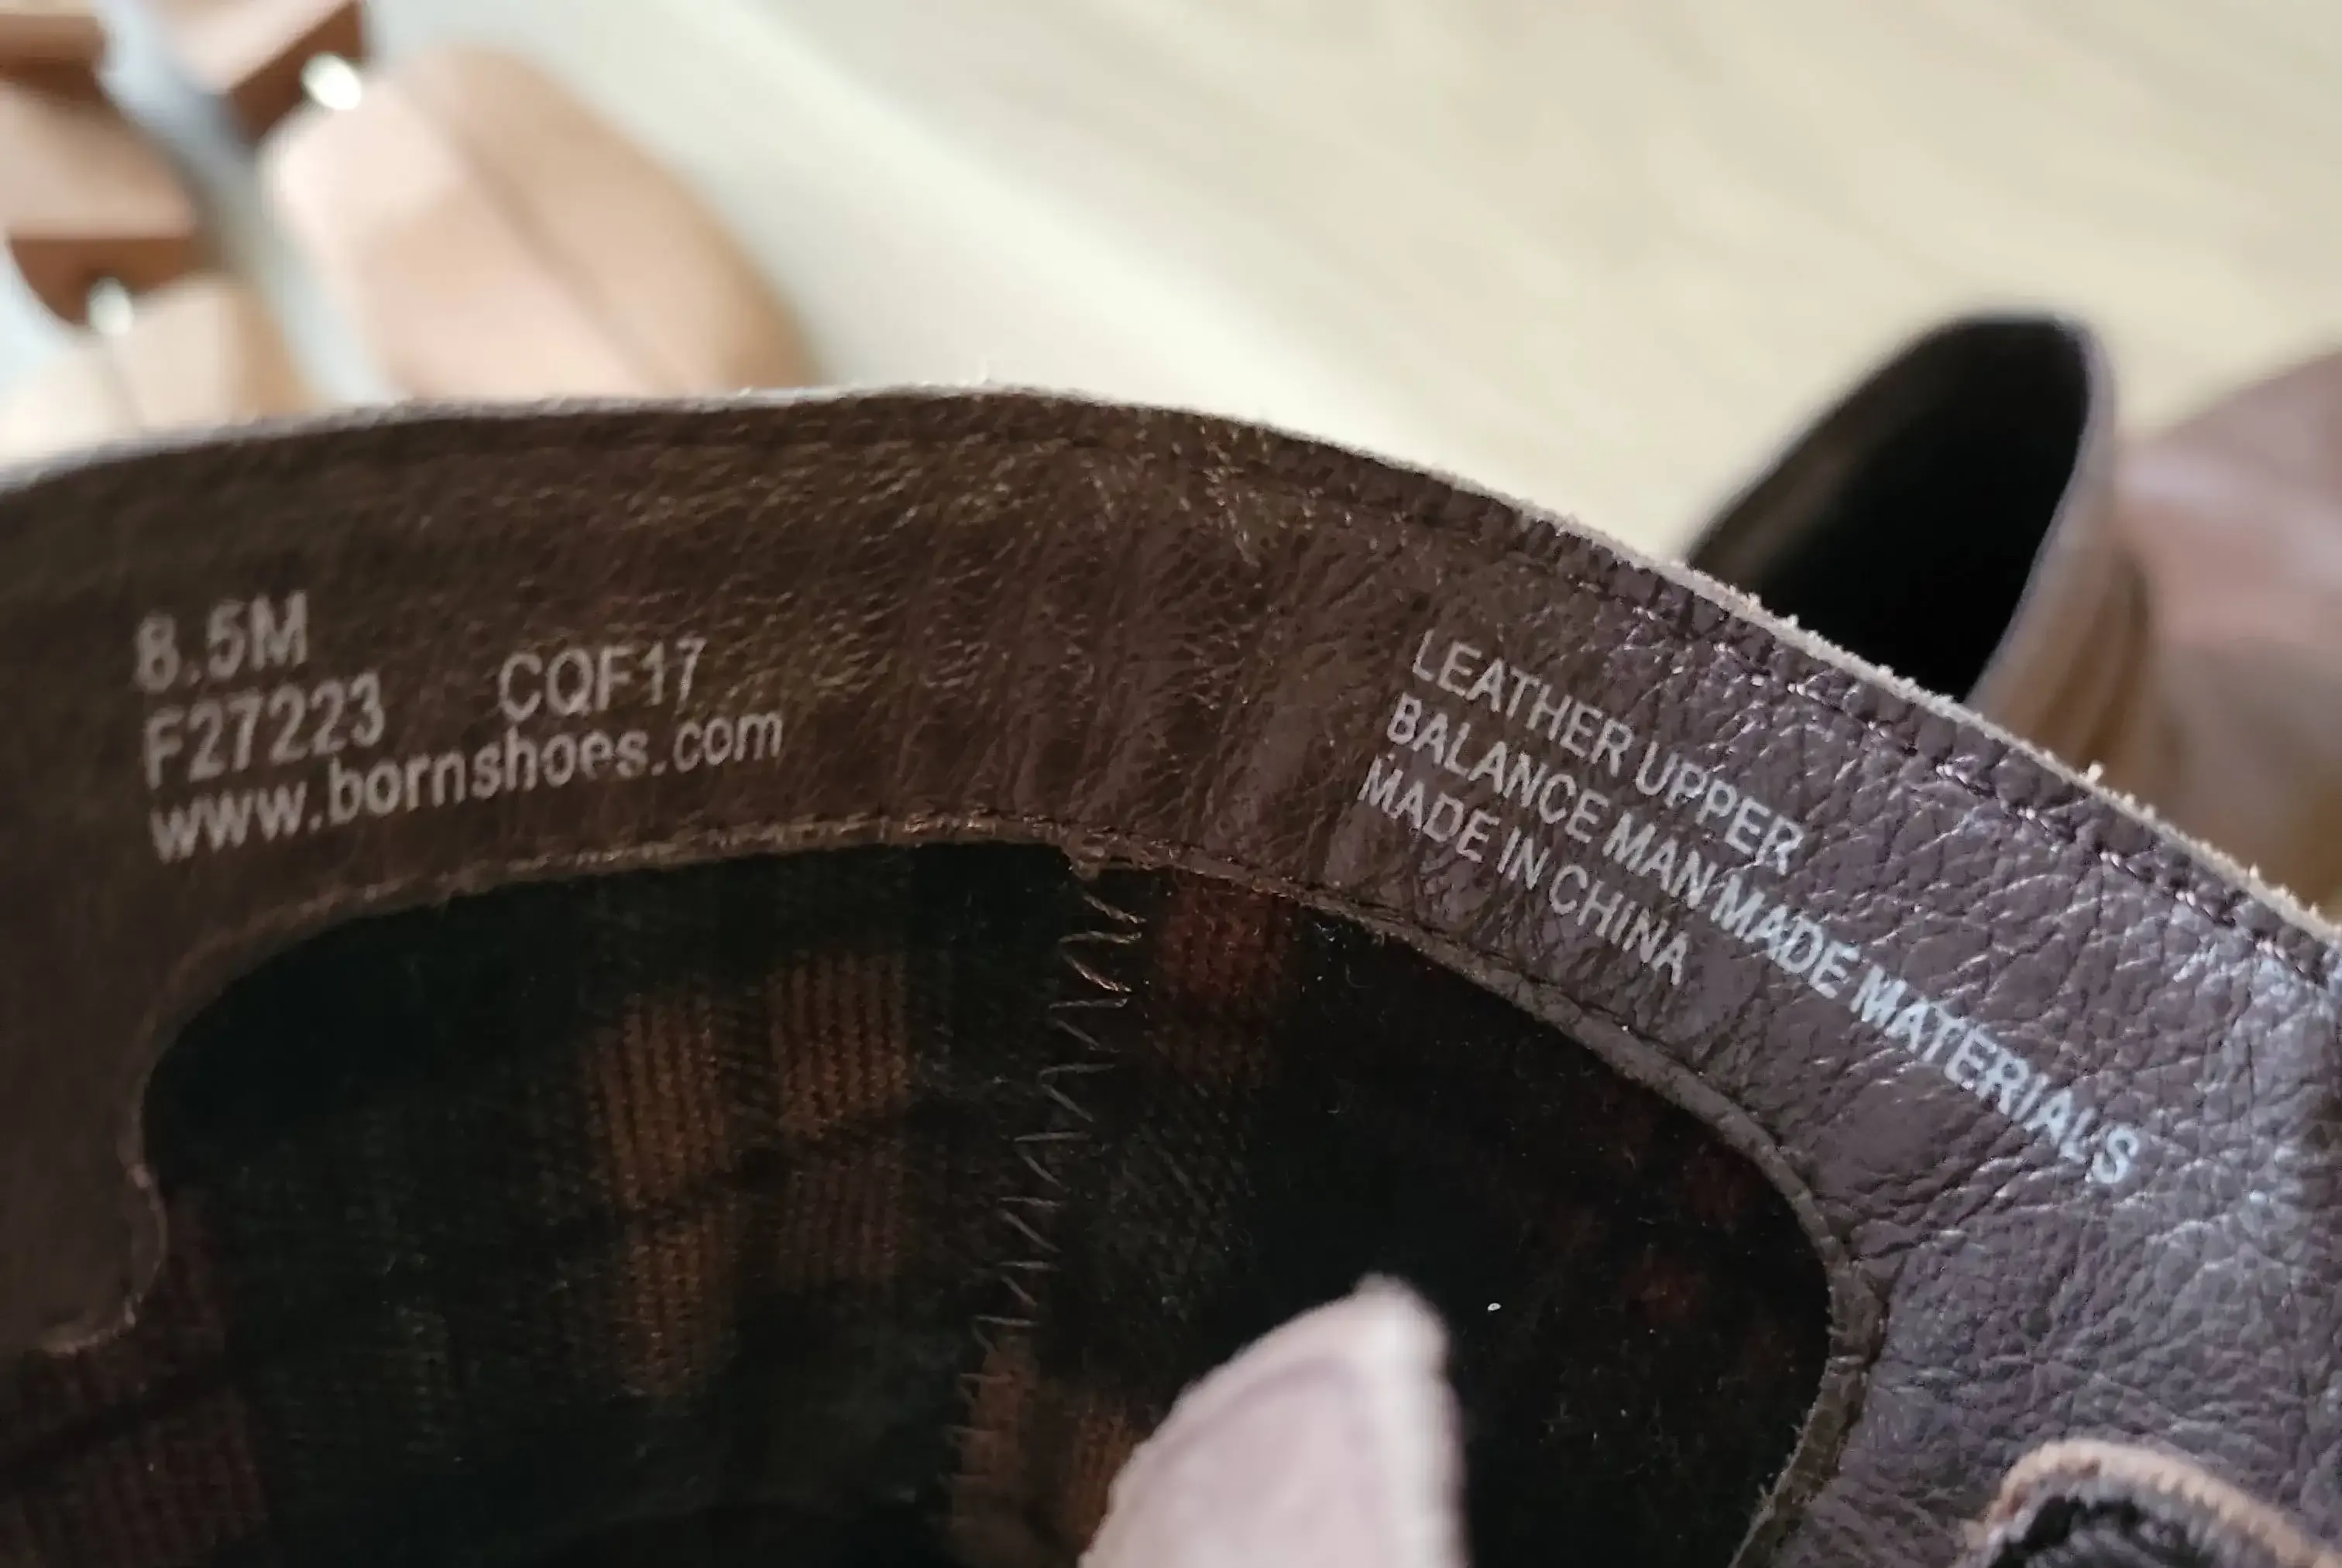 8.5M
F27223 CQF17
www.bornshoes.com
LEATHER UPPER
BALANCE MAN MADE MATERIALS
MADE IN CHINA